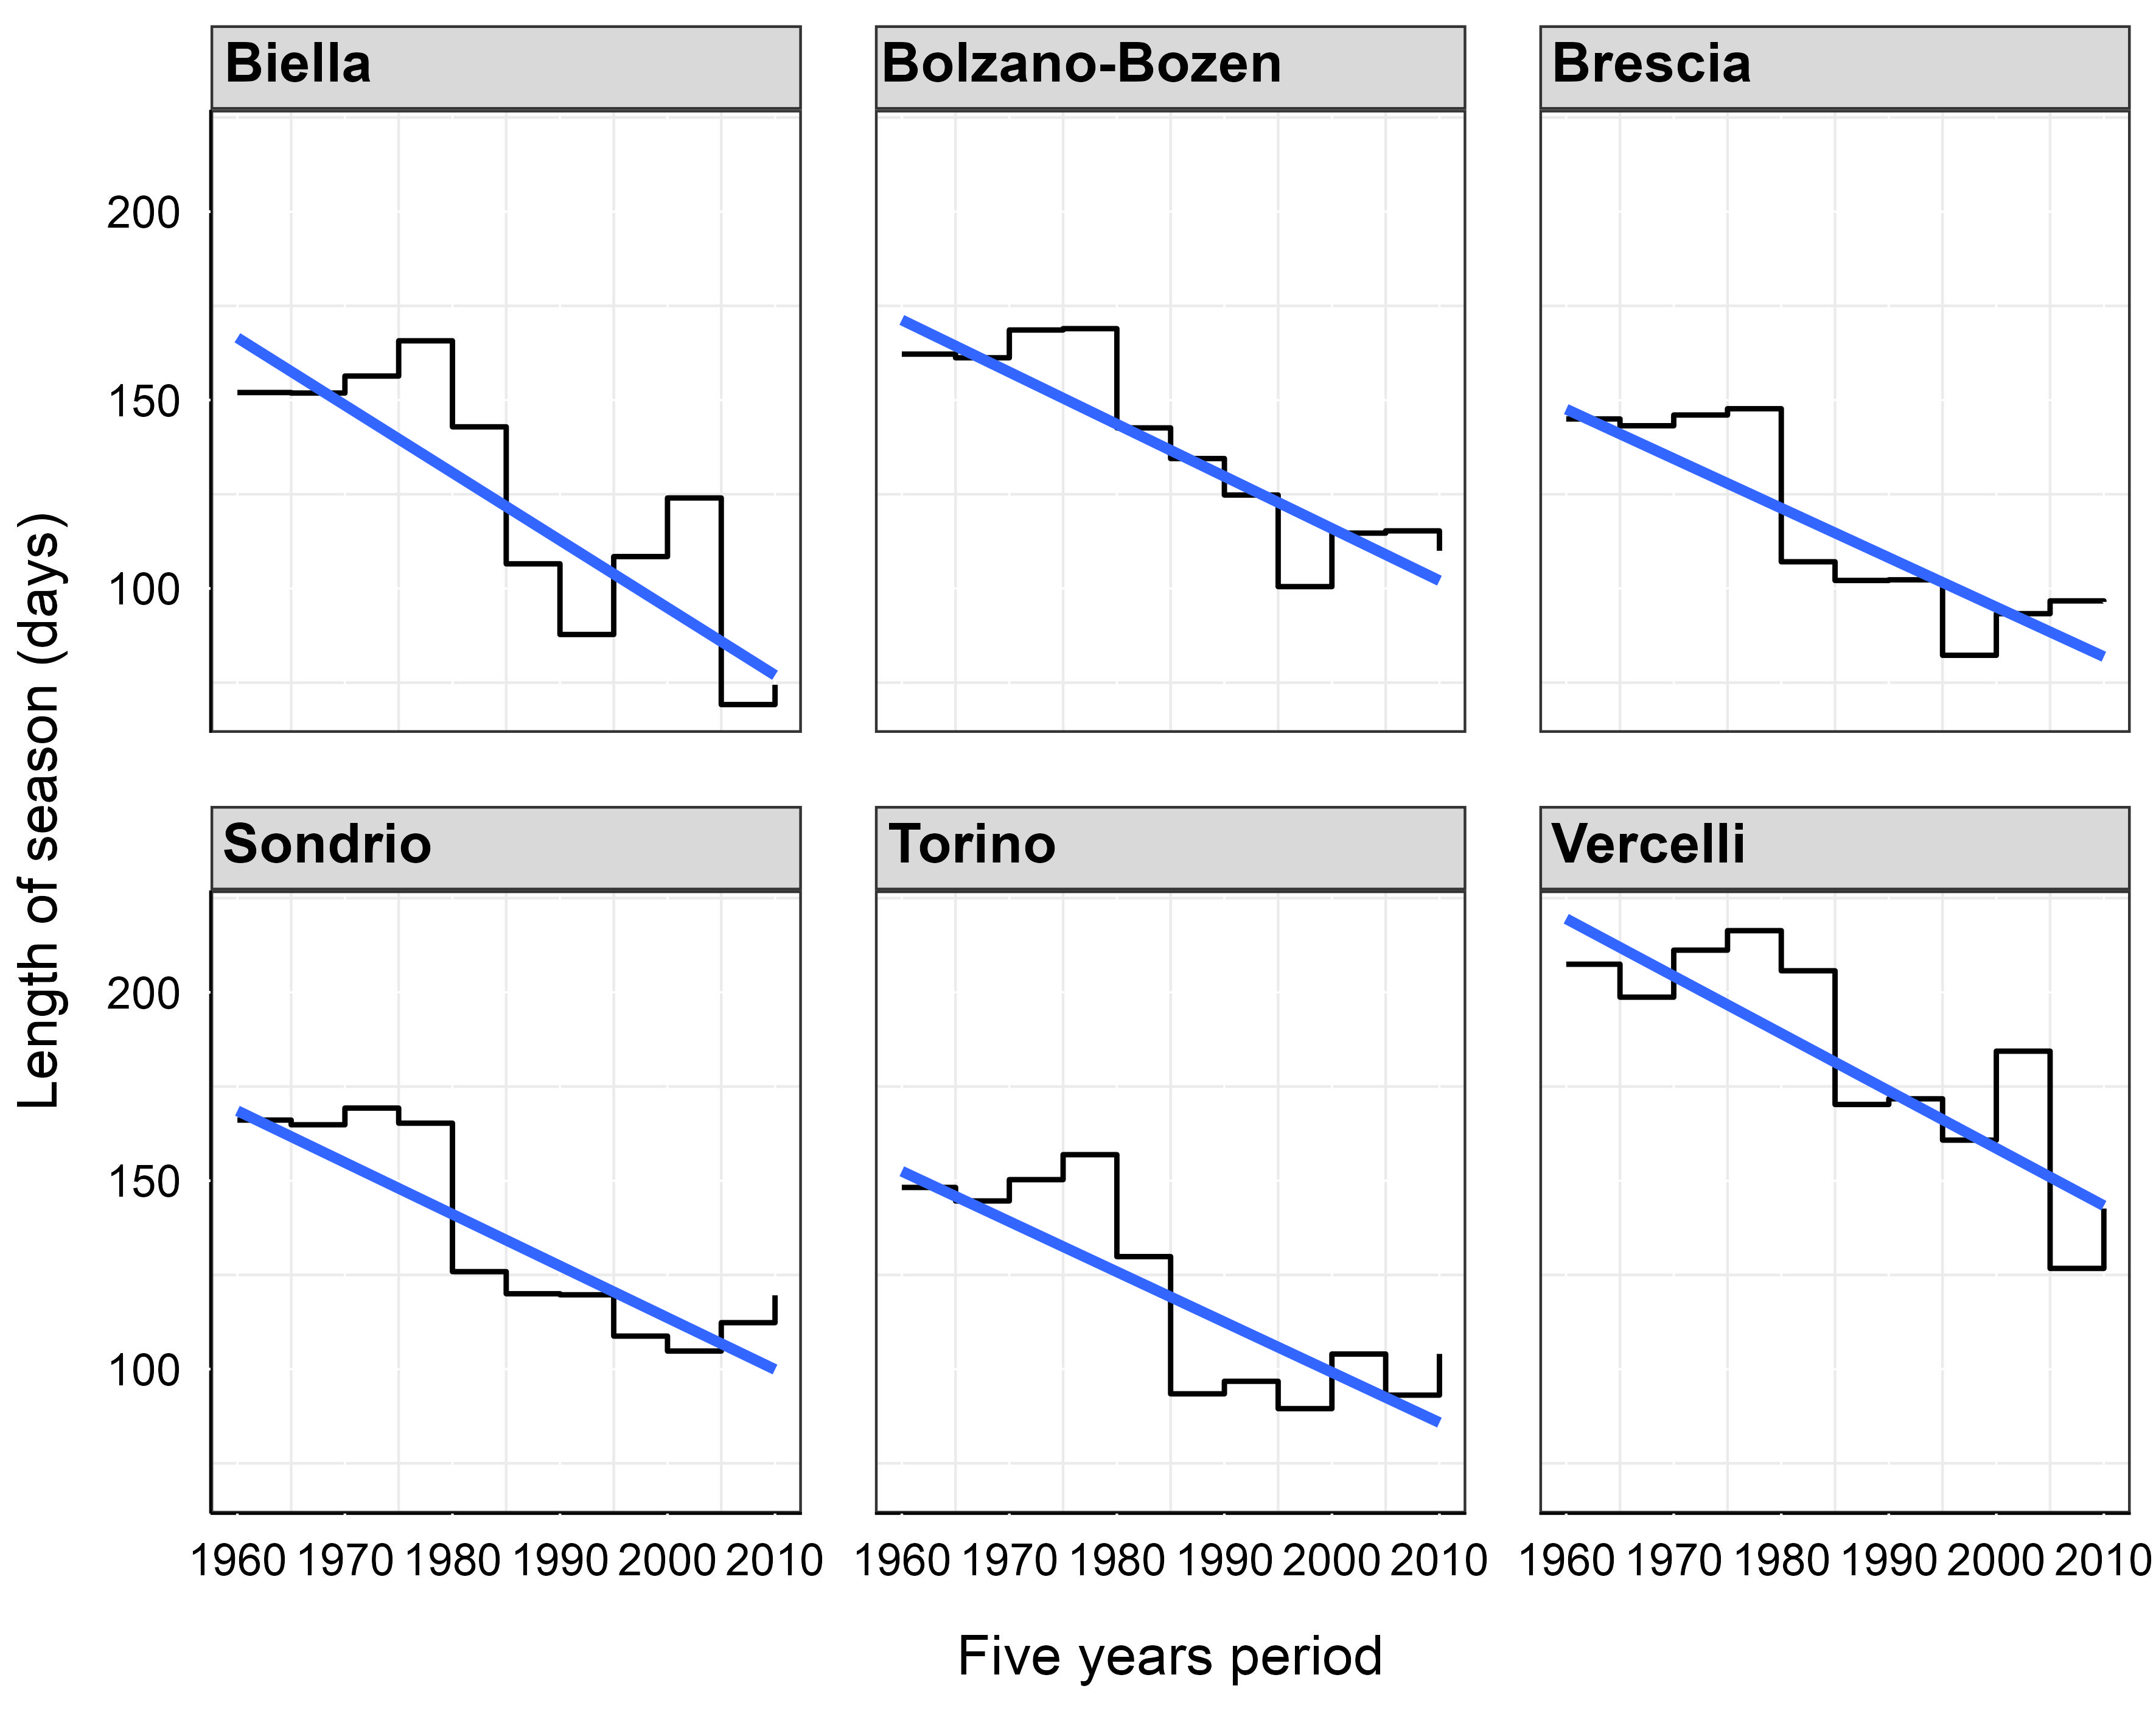 Biella
Bolzano-Bozen
Brescia
200
150
100
Length of season (days)
Sondrio
Torino
Vercelli
200
150
100
1960 1970 1980 1990 2000 2010
1960 1970 1980 1990 2000 2010
1960 1970 1980 1990 2000 2010
Five years period